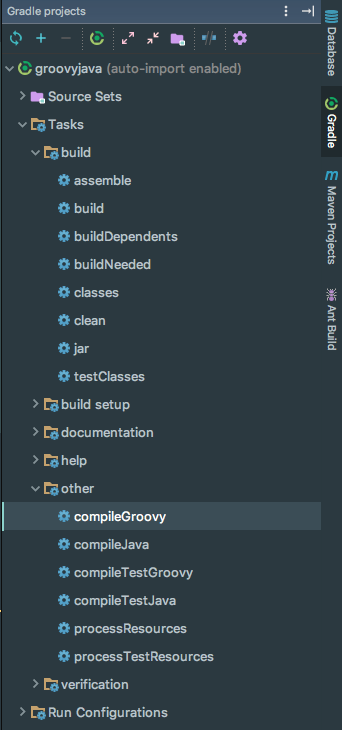 Gradle projects
groovyjava (auto-import enabled)
Source Sets
Tasks
build
assemble
build
buildDependents
buildNeeded
classes
clean
jar
testClasses
build setup
documentation
help
other
compileGroovy
compileJava
compileTestGroovy
compileTestJava
processResources
processTestResources
verification
Run Configurations
Database
Gradle
m Maven Projects
Ant Build